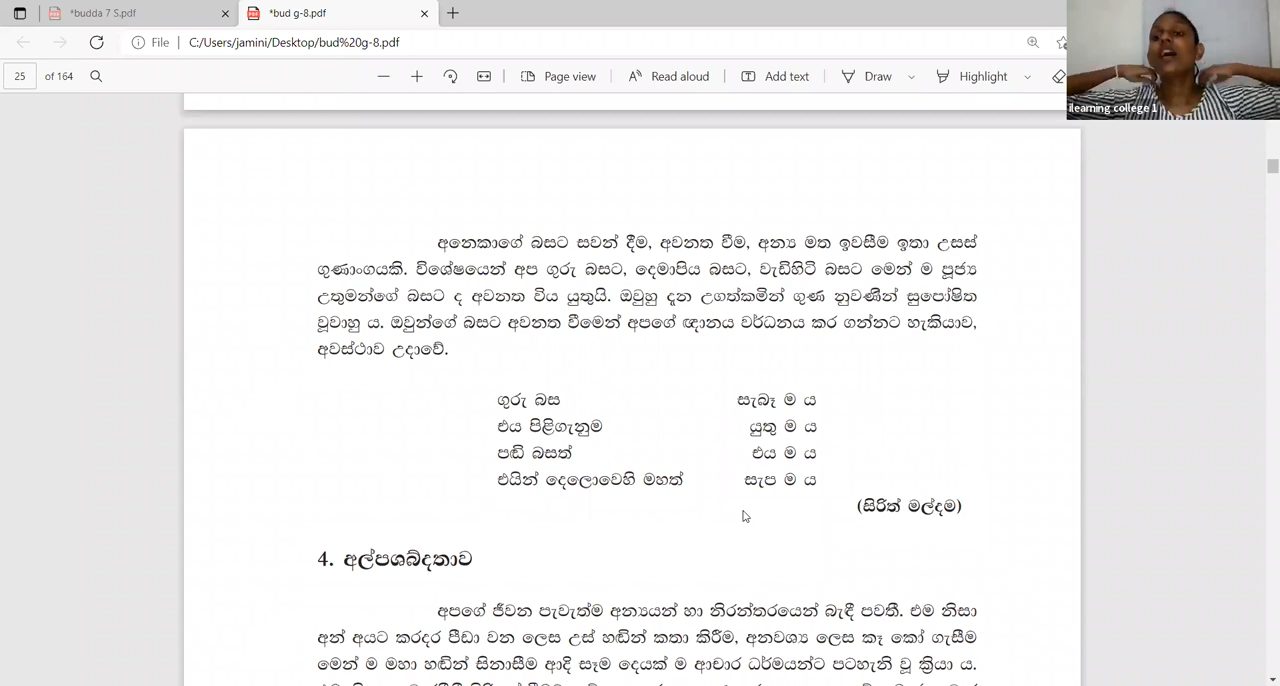 *budda 7 S.pdf
*bud g-8.pdf
File
C:/Users/jamini/Desktop/bud%20g-8.pdf
25 of 164
Page view
Read aloud
Add text
Draw
Highlight
ilearning college 1
අනෙකාගේ බසට සවන් දීම, අවනත වීම, අන්‍ය මත ඉවසීම ඉතා උසස්
ගුණාංගයකි. විශේෂයෙන් අප ගුරු බසට, දෙමාපිය බසට, වැඩිහිටි බසට මෙන් ම පූජ්‍ය
උතුමන්ගේ බසට ද අවනත විය යුතුයි. ඔවුහු දැන උගත්කමින් ගුණ නුවණින් සුපෝෂිත
වූවාහු ය. ඔවුන්ගේ බසට අවනත වීමෙන් අපගේ ඥානය වර්ධනය කර ගන්නට හැකියාව,
අවස්ථාව උදාවේ.
ගුරු බස සැබෑ ම ය
එය පිළිගැනුම යුතු ම ය
පඬි බසත් එය ම ය
එයින් දෙලොවෙහි මහත් සැප ම ය
(සිරිත් මල්දම)
4. අල්පශබ්දතාව
අපගේ ජීවන පැවැත්ම අන්‍යයන් හා නිරන්තරයෙන් බැඳී පවතී. එම නිසා
අන් අයට කරදර පීඩා වන ලෙස උස් හඬින් කතා කිරීම, අනවශ්‍ය ලෙස කෑ කෝ ගැසීම
මෙන් ම මහා හඬින් සිනාසීම ආදි සෑම දෙයක් ම ආචාර ධර්මයන්ට පටහැනි වූ ක්‍රියා ය.